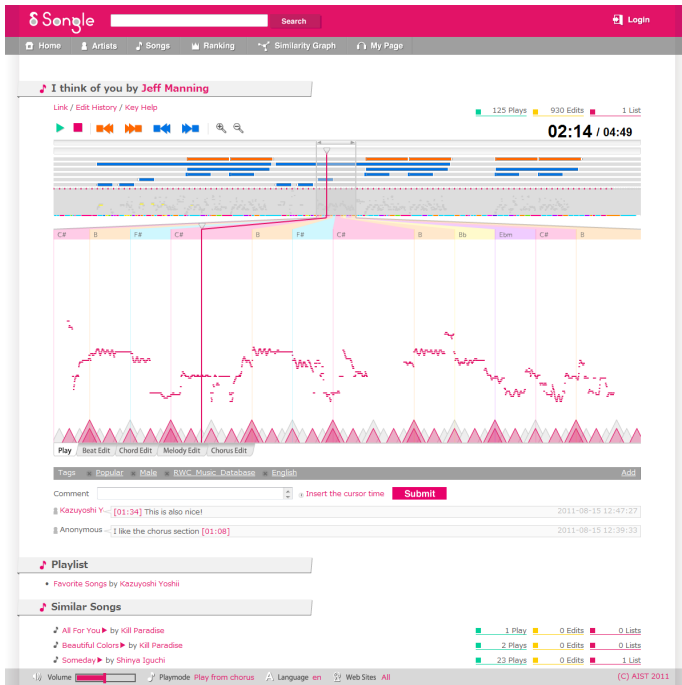 Songle
Search
Login
Home Artists Songs Ranking Similarity Graph My Page
I think of you by Jeff Manning
Link / Edit History / Key Help
125 Plays 930 Edits 1 List
02:14 / 04:49
C# B F# C# B F# C# B Bb Ebm C# B
Play Beat Edit Chord Edit Melody Edit Chorus Edit
Tags Popular Male RWC_Music_Database English Add
Comment Insert the cursor time Submit
Kazuyoshi Y [01:34] This is also nice! 2011-08-15 12:47:27
Anonymous I like the chorus section [01:08] 2011-08-15 12:39:33
Playlist
Favorite Songs by Kazuyoshi Yoshii
Similar Songs
All For You by Kill Paradise 1 Play 0 Edits 0 Lists
Beautiful Colors by Kill Paradise 2 Plays 0 Edits 0 Lists
Someday by Shinya Iguchi 23 Plays 0 Edits 1 List
Volume Playmode Play from chorus Language en Web Sites All (C) AIST 2011